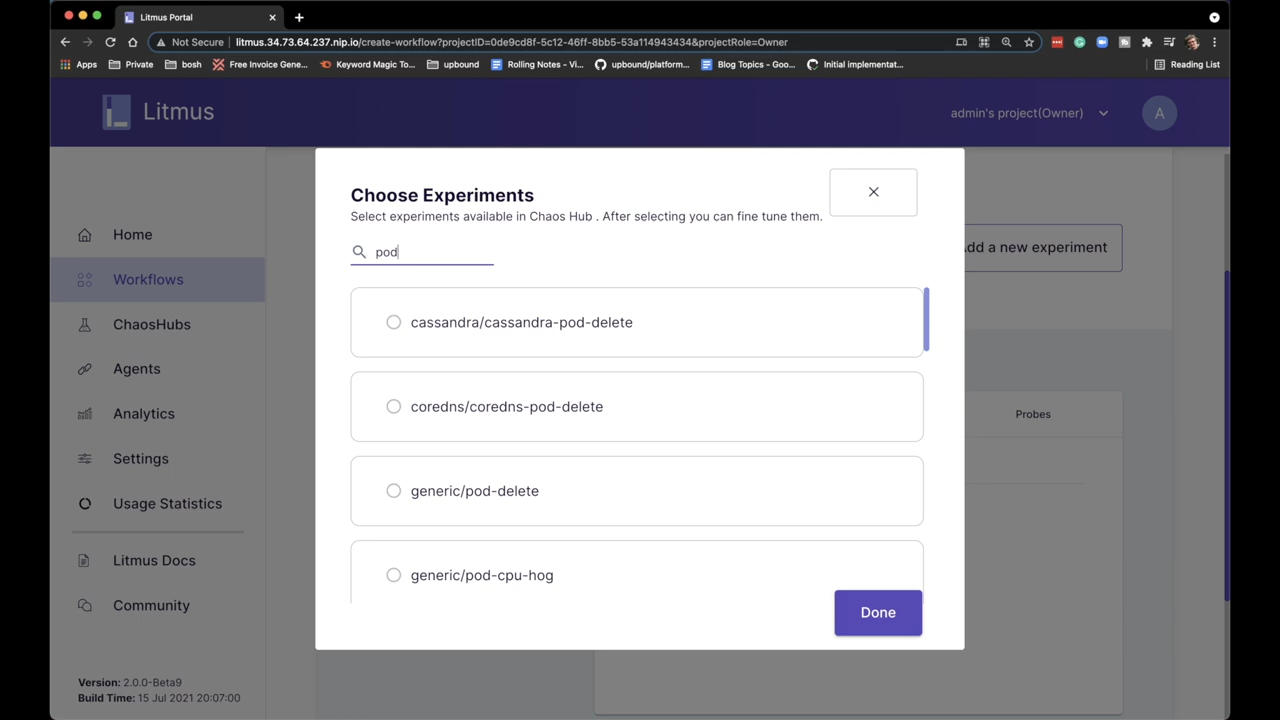 Litmus Portal
Not Secure | litmus.34.73.64.237.nip.io/create-workflow?projectID=0de9cd8f-5c12-46ff-8bb5-53a114943434&projectRole=Owner
Apps Private bosh Free Invoice Gene... Keyword Magic To... upbound Rolling Notes - Vi... upbound/platform... Blog Topics - Goo... Initial implementat... Reading List
Litmus
admin's project(Owner)
A
Home
Workflows
ChaosHubs
Agents
Analytics
Settings
Usage Statistics
Litmus Docs
Community
Version: 2.0.0-Beta9
Build Time: 15 Jul 2021 20:07:00
Choose Experiments
Select experiments available in Chaos Hub . After selecting you can fine tune them.
pod
cassandra/cassandra-pod-delete
coredns/coredns-pod-delete
generic/pod-delete
generic/pod-cpu-hog
Done
dd a new experiment
Probes